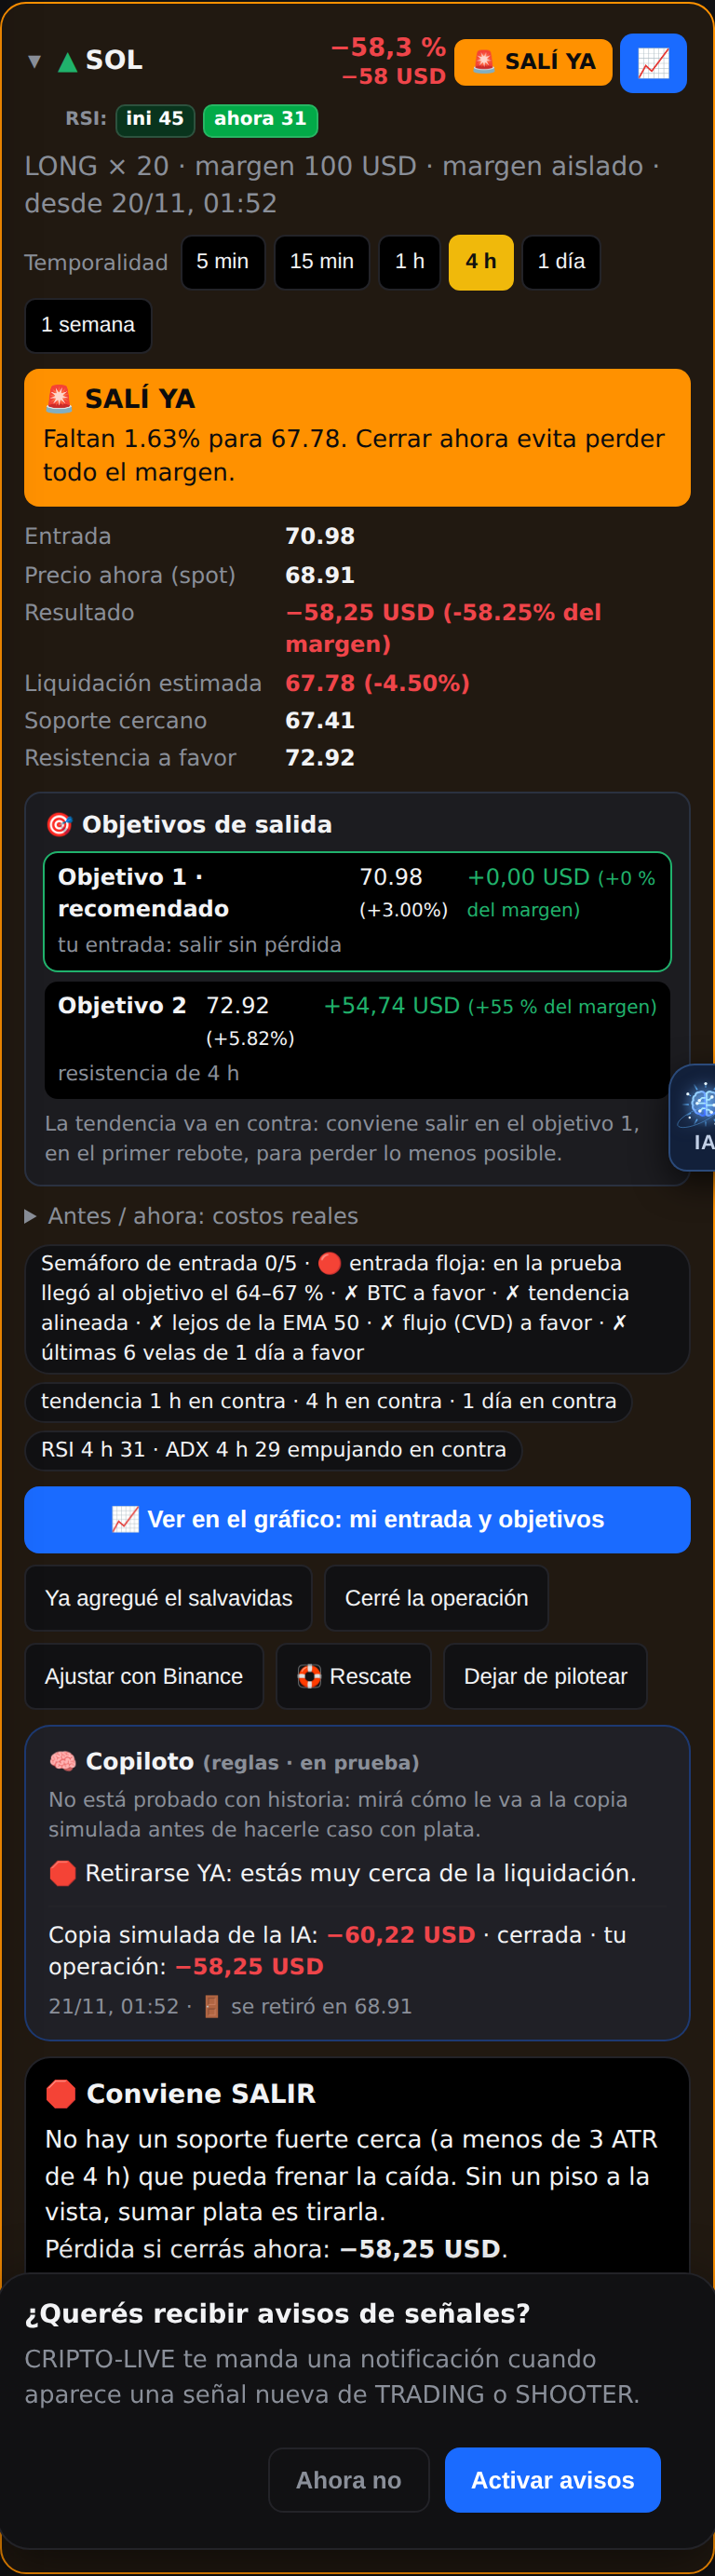 ▼ ▲ SOL −58,3 % 🚨 SALÍ YA 📈
−58 USD
RSI: ini 45 ahora 31
LONG × 20 · margen 100 USD · margen aislado ·
desde 20/11, 01:52
Temporalidad 5 min 15 min 1 h 4 h 1 día
1 semana
🚨 SALÍ YA
Faltan 1.63% para 67.78. Cerrar ahora evita perder
todo el margen.
Entrada 70.98
Precio ahora (spot) 68.91
Resultado −58,25 USD (-58.25% del
margen)
Liquidación estimada 67.78 (-4.50%)
Soporte cercano 67.41
Resistencia a favor 72.92
🎯 Objetivos de salida
Objetivo 1 · 70.98 +0,00 USD (+0 %
recomendado (+3.00%) del margen)
tu entrada: salir sin pérdida
Objetivo 2 72.92 +54,74 USD (+55 % del margen)
(+5.82%)
resistencia de 4 h
La tendencia va en contra: conviene salir en el objetivo 1,
en el primer rebote, para perder lo menos posible.
IA
▶ Antes / ahora: costos reales
Semáforo de entrada 0/5 · 🔴 entrada floja: en la prueba
llegó al objetivo el 64–67 % · ✗ BTC a favor · ✗ tendencia
alineada · ✗ lejos de la EMA 50 · ✗ flujo (CVD) a favor · ✗
últimas 6 velas de 1 día a favor
tendencia 1 h en contra · 4 h en contra · 1 día en contra
RSI 4 h 31 · ADX 4 h 29 empujando en contra
📈 Ver en el gráfico: mi entrada y objetivos
Ya agregué el salvavidas Cerré la operación
Ajustar con Binance 🛟 Rescate Dejar de pilotear
🧠 Copiloto (reglas · en prueba)
No está probado con historia: mirá cómo le va a la copia
simulada antes de hacerle caso con plata.
🛑 Retirarse YA: estás muy cerca de la liquidación.
Copia simulada de la IA: −60,22 USD · cerrada · tu
operación: −58,25 USD
21/11, 01:52 · 🚪 se retiró en 68.91
🛑 Conviene SALIR
No hay un soporte fuerte cerca (a menos de 3 ATR
de 4 h) que pueda frenar la caída. Sin un piso a la
vista, sumar plata es tirarla.
Pérdida si cerrás ahora: −58,25 USD.
¿Querés recibir avisos de señales?
CRIPTO-LIVE te manda una notificación cuando
aparece una señal nueva de TRADING o SHOOTER.
Ahora no Activar avisos